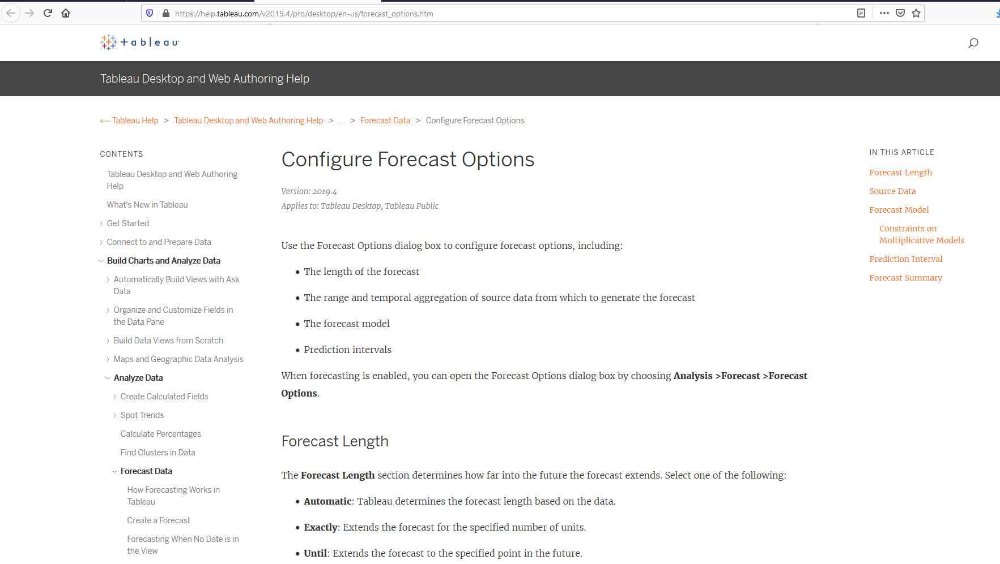 https://help.tableau.com/v2019.4/pro/desktop/en-us/forecast_options.htm
+ a b l e a u
Tableau Desktop and Web Authoring Help
Tableau Help > Tableau Desktop and Web Authoring Help > ... > Forecast Data > Configure Forecast Options
CONTENTS
Tableau Desktop and Web Authoring
Help
What's New in Tableau
Get Started
Connect to and Prepare Data
Build Charts and Analyze Data
Automatically Build Views with Ask
Data
Organize and Customize Fields in
the Data Pane
Build Data Views from Scratch
Maps and Geographic Data Analysis
Analyze Data
Create Calculated Fields
Spot Trends
Calculate Percentages
Find Clusters in Data
Forecast Data
How Forecasting Works in
Tableau
Create a Forecast
Forecasting When No Date is in
the View
Configure Forecast Options
Version: 2019.4
Applies to: Tableau Desktop, Tableau Public
Use the Forecast Options dialog box to configure forecast options, including:
• The length of the forecast
• The range and temporal aggregation of source data from which to generate the forecast
• The forecast model
• Prediction intervals
When forecasting is enabled, you can open the Forecast Options dialog box by choosing Analysis >Forecast >Forecast
Options.
Forecast Length
The Forecast Length section determines how far into the future the forecast extends. Select one of the following:
• Automatic: Tableau determines the forecast length based on the data.
• Exactly: Extends the forecast for the specified number of units.
• Until: Extends the forecast to the specified point in the future.
IN THIS ARTICLE
Forecast Length
Source Data
Forecast Model
Constraints on
Multiplicative Models
Prediction Interval
Forecast Summary